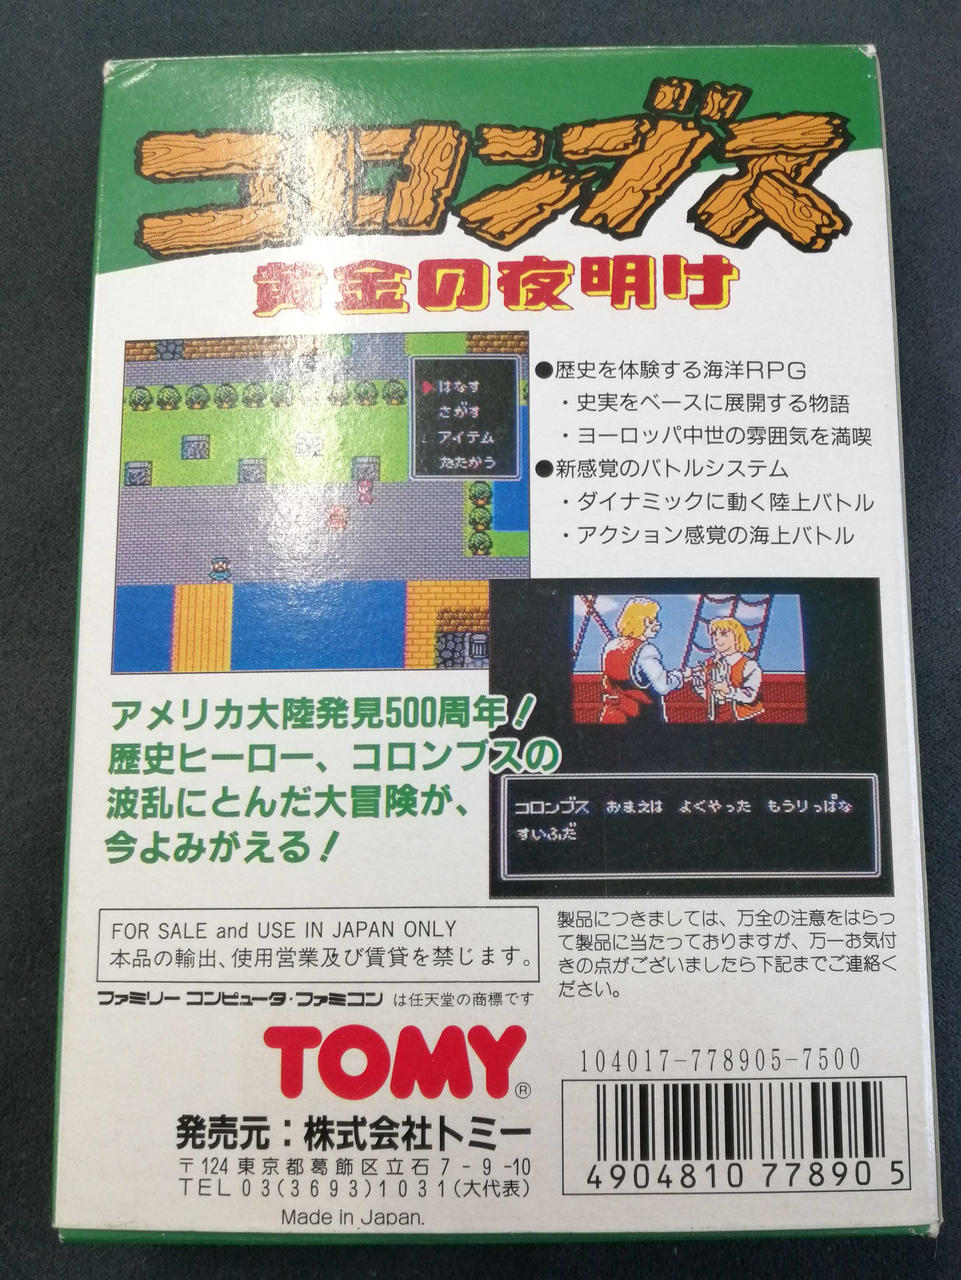 コロンブス
黄金の夜明け
はなす
さがす
アイテム
たたかう
●歴史を体験する海洋RPG
・史実をベースに展開する物語
・ヨーロッパ中世の雰囲気を満喫
●新感覚のバトルシステム
・ダイナミックに動く陸上バトル
・アクション感覚の海上バトル
アメリカ大陸発見500周年！
歴史ヒーロー、コロンブスの
波乱にとんだ大冒険が、
今よみがえる！
コロンブス おまえは よくやった もうりっぱな
すいふだ
FOR SALE and USE IN JAPAN ONLY
本品の輸出、使用営業及び賃貸を禁じます。
ファミリーコンピュータ・ファミコン は任天堂の商標です
製品につきましては、万全の注意をはらっ
て製品に当たっておりますが、万一お気付
きの点がございましたら下記までご連絡く
ださい。
TOMY®
発売元：株式会社トミー
〒124 東京都葛飾区立石7-9-10
TEL 03(3693)1031(大代表)
Made in Japan.
104017-778905-7500
4904810 77890 5